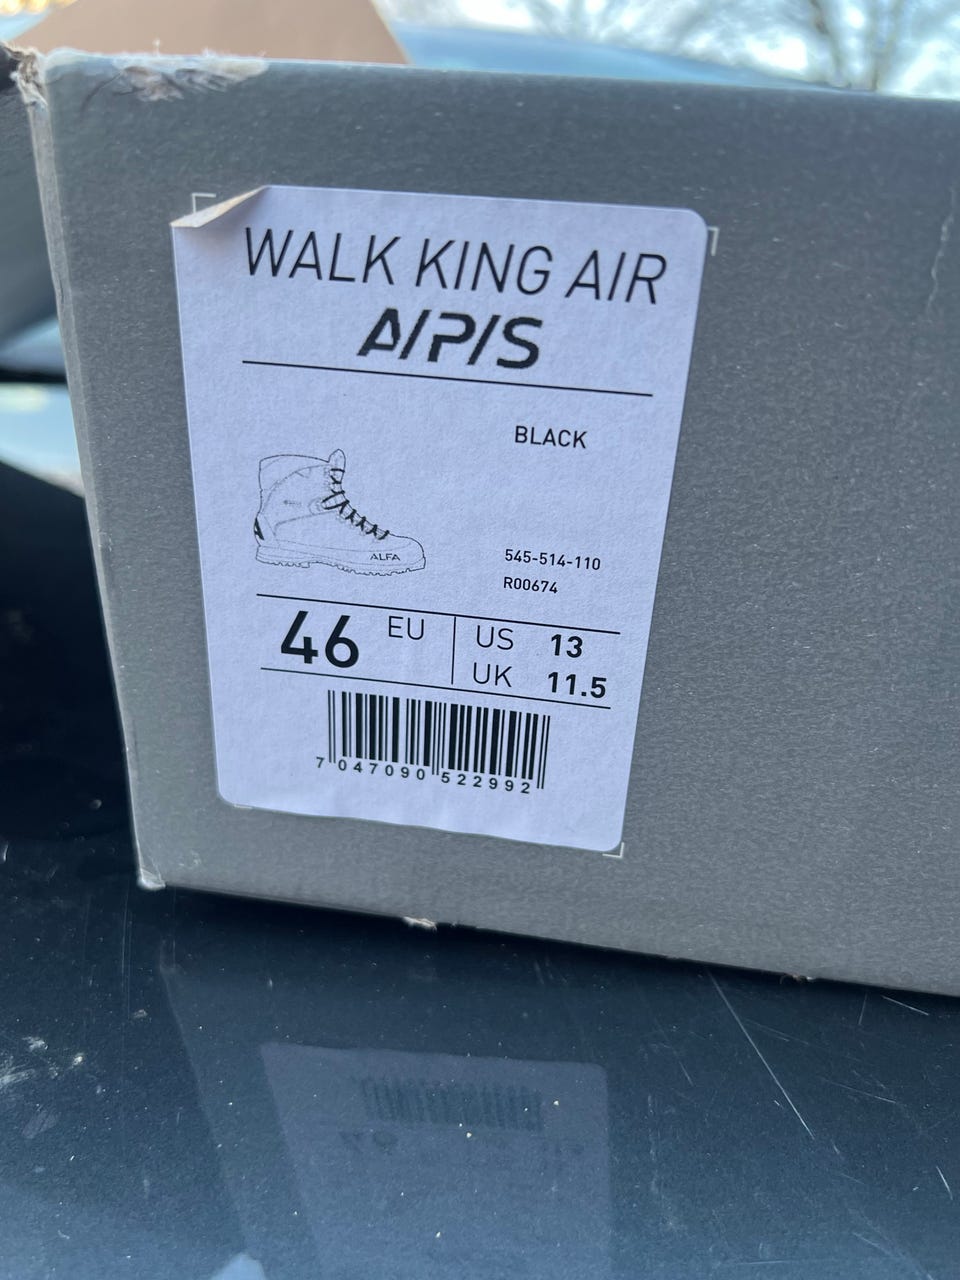 WALK KING AIR
A/P/S
BLACK
ALFA
545-514-110
R00674
46 EU
US 13
UK 11.5
7 047090 522992